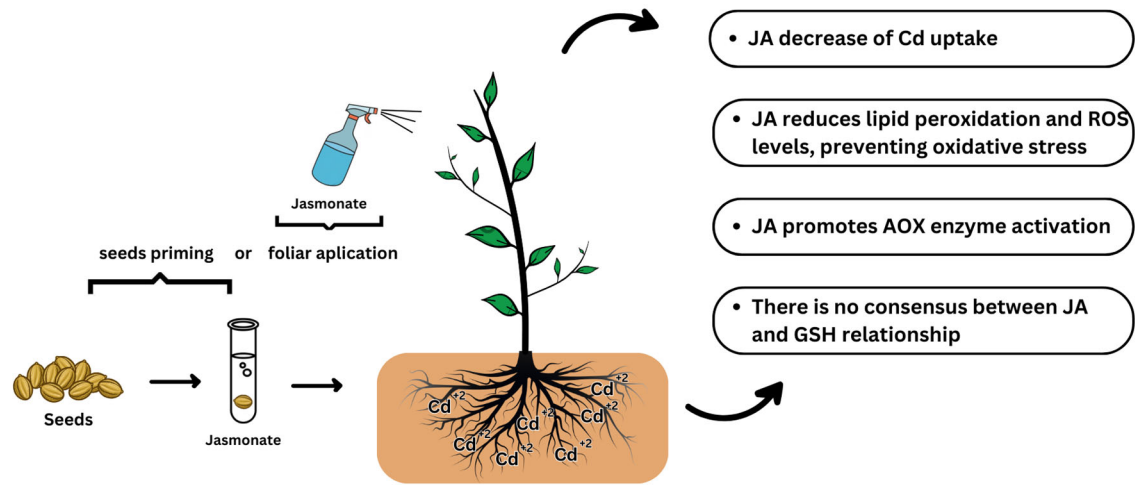 • JA decrease of Cd uptake
• JA reduces lipid peroxidation and ROS
levels, preventing oxidative stress
• JA promotes AOX enzyme activation
• There is no consensus between JA
and GSH relationship
Jasmonate
seeds priming or foliar aplication
Seeds
Jasmonate
Cd+2
Cd+2
Cd+2
Cd+2
Cd+2
Cd+2
Cd+2